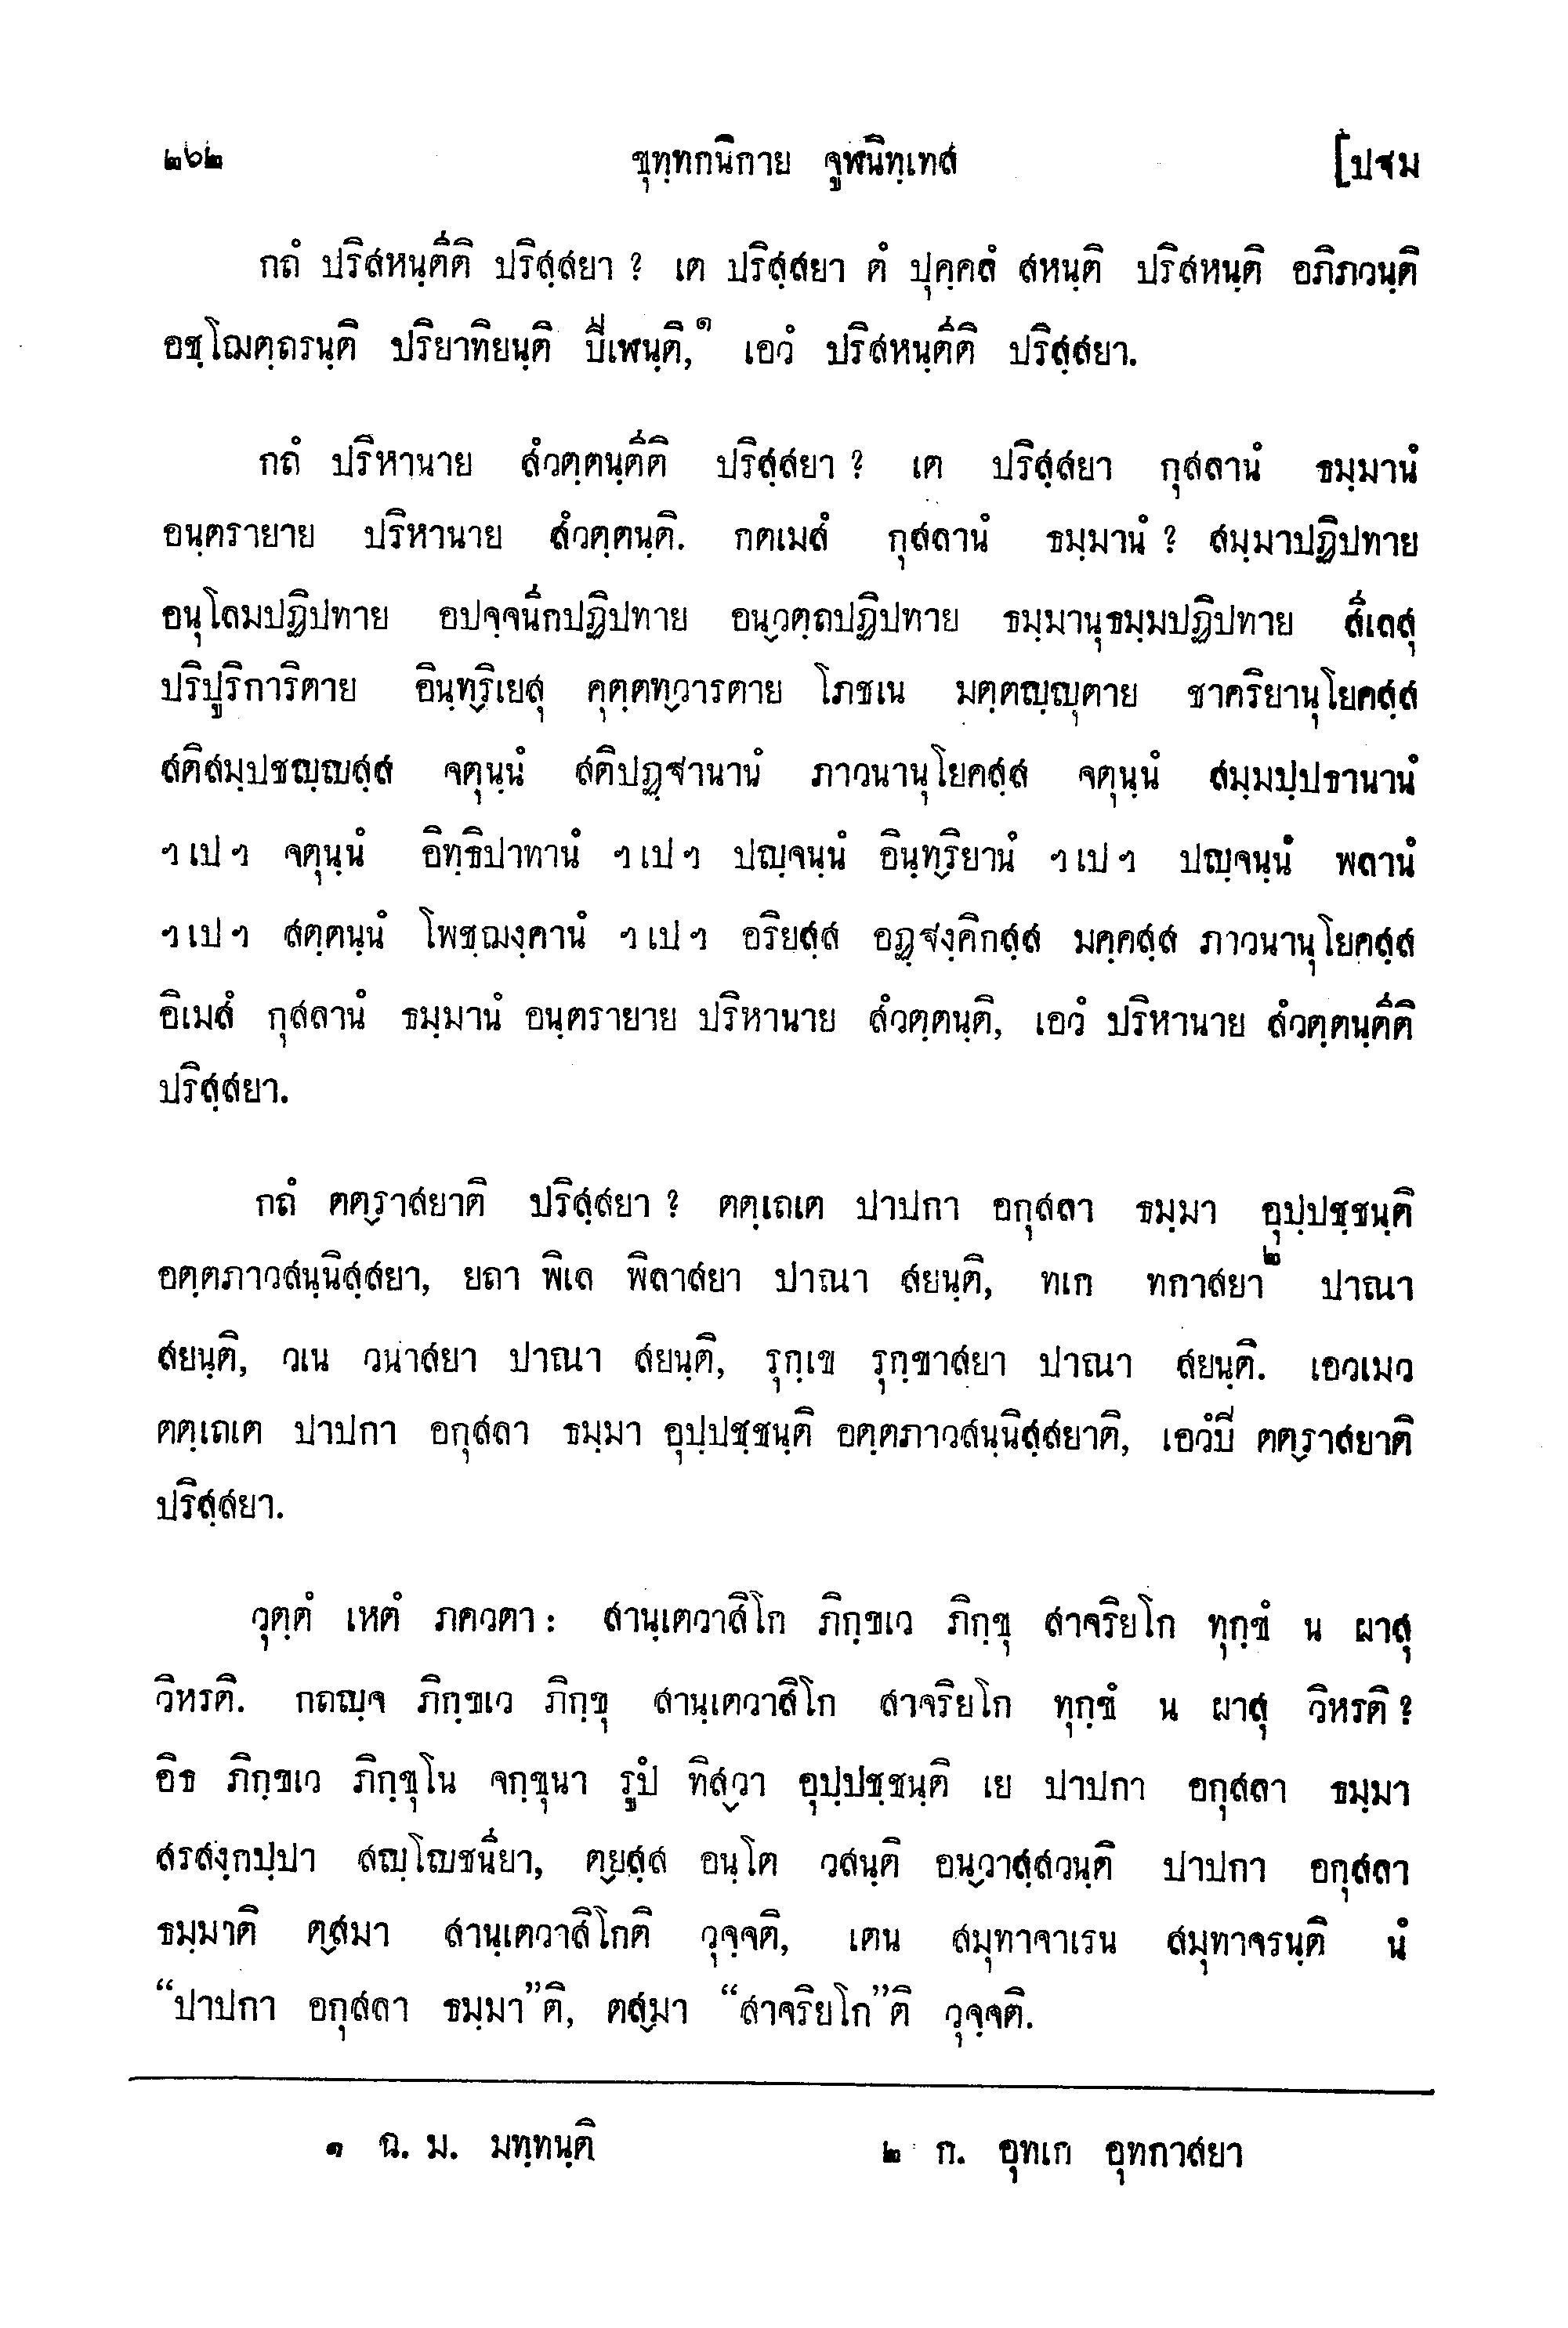 ๒๖๒ ขุทฺทกนิกาย จูฬนิทฺเทส [ปฐม
กถํ ปริสหนฺตีติ ปริสฺสยา ? เต ปริสฺสยา ตํ ปุคฺคลํ สหนฺติ ปริสหนฺติ อภิภวนฺติ
อชฺโฌตฺถรนฺติ ปริยาทิยนฺติ ปีเฬนฺติ,๑ เอวํ ปริสหนฺตีติ ปริสฺสยา.
กถํ ปริหานาย สํวตฺตนฺตีติ ปริสฺสยา ? เต ปริสฺสยา กุสลานํ ธมฺมานํ
อนฺตรายาย ปริหานาย สํวตฺตนฺติ. กตเมสํ กุสลานํ ธมฺมานํ ? สมฺมาปฏิปทาย
อนุโลมปฏิปทาย อปจฺจนีกปฏิปทาย อนฺวตฺถปฏิปทาย ธมฺมานุธมฺมปฏิปทาย สีเลสุ
ปริปูริการิตาย อินฺทฺริเยสุ คุตฺตทฺวารตาย โภชเน มตฺตญฺญุตาย ชาคริยานุโยคสฺส
สติสมฺปชญฺญสฺส จตุนฺนํ สติปฏฺฐานานํ ภาวนานุโยคสฺส จตุนฺนํ สมฺมปฺปธานานํ
ฯ เป ฯ จตุนฺนํ อิทฺธิปาทานํ ฯ เป ฯ ปญฺจนฺนํ อินฺทฺริยานํ ฯ เป ฯ ปญฺจนฺนํ พลานํ
ฯ เป ฯ สตฺตนฺนํ โพชฺฌงฺคานํ ฯ เป ฯ อริยสฺส อฏฺฐงฺคิกสฺส มคฺคสฺส ภาวนานุโยคสฺส
อิเมสํ กุสลานํ ธมฺมานํ อนฺตรายาย ปริหานาย สํวตฺตนฺติ, เอวํ ปริหานาย สํวตฺตนฺตีติ
ปริสฺสยา.
กถํ ตตฺราสยาติ ปริสฺสยา ? ตตฺเถเต ปาปกา อกุสลา ธมฺมา อุปฺปชฺชนฺติ
อตฺตภาวสนฺนิสฺสยา, ยถา พิเล พิลาสยา ปาณา สยนฺติ, ทเก ทกาสยา๒ ปาณา
สยนฺติ, วเน วนาสยา ปาณา สยนฺติ, รุกฺเข รุกฺขาสยา ปาณา สยนฺติ. เอวเมว
ตตฺเถเต ปาปกา อกุสลา ธมฺมา อุปฺปชฺชนฺติ อตฺตภาวสนฺนิสฺสยาติ, เอวํปิ ตตฺราสยาติ
ปริสฺสยา.
วุตฺตํ เหตํ ภควตา : สานฺเตวาสิโก ภิกฺขเว ภิกฺขุ สาจริยโก ทุกฺขํ น ผาสุ
วิหรติ. กถญฺจ ภิกฺขเว ภิกฺขุ สานฺเตวาสิโก สาจริยโก ทุกฺขํ น ผาสุ วิหรติ ?
อิธ ภิกฺขเว ภิกฺขุโน จกฺขุนา รูปํ ทิสฺวา อุปฺปชฺชนฺติ เย ปาปกา อกุสลา ธมฺมา
สรสงฺกปฺปา สญฺโญชนียา, ตฺยสฺส อนฺโต วสนฺติ อนฺวาสฺสวนฺติ ปาปกา อกุสลา
ธมฺมาติ ตสฺมา สานฺเตวาสิโกติ วุจฺจติ, เตน สมุทาจาเรน สมุทาจรนฺติ นํ
“ปาปกา อกุสลา ธมฺมา”ติ, ตสฺมา “สาจริยโก”ติ วุจฺจติ.
๑ ฉ. ม. มทฺทนฺติ ๒ ก. อุทเก อุทกาสยา